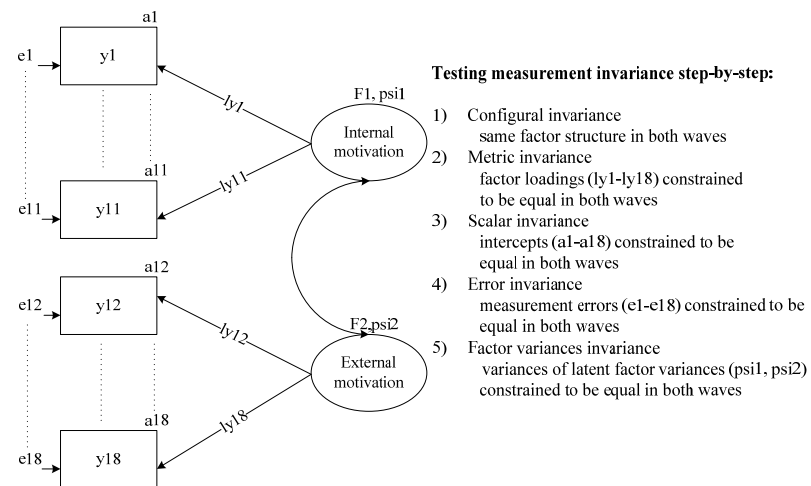 a1
e1
y1
ly1
a11
ly11
e11
y11
F1, psi1
Internal
motivation
a12
e12
y12
ly12
F2,psi2
External
motivation
a18
ly18
e18
y18
Testing measurement invariance step-by-step:
1) Configural invariance
same factor structure in both waves
2) Metric invariance
factor loadings (ly1-ly18) constrained
to be equal in both waves
3) Scalar invariance
intercepts (a1-a18) constrained to be
equal in both waves
4) Error invariance
measurement errors (e1-e18) constrained to be
equal in both waves
5) Factor variances invariance
variances of latent factor variances (psi1, psi2)
constrained to be equal in both waves